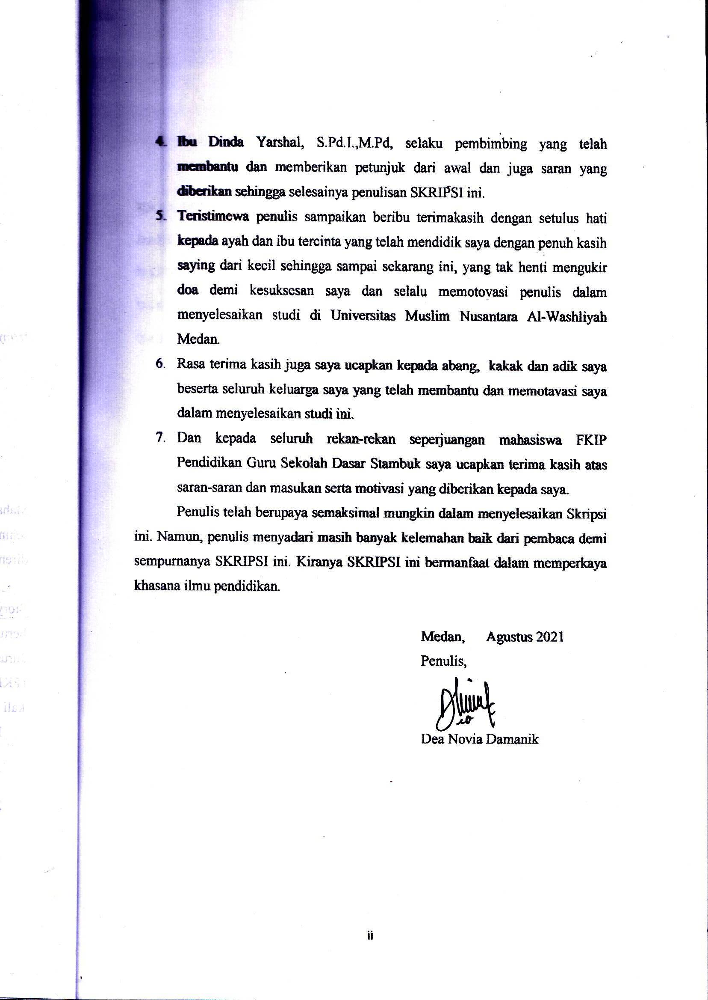 4. Ibu Dinda Yarshal, S.Pd.I.,M.Pd, selaku pembimbing yang telah
membantu dan memberikan petunjuk dari awal dan juga saran yang
diberikan sehingga selesainya penulisan SKRIPSI ini.
5. Teristimewa penulis sampaikan beribu terimakasih dengan setulus hati
kepada ayah dan ibu tercinta yang telah mendidik saya dengan penuh kasih
saying dari kecil sehingga sampai sekarang ini, yang tak henti mengukir
doa demi kesuksesan saya dan selalu memotovasi penulis dalam
menyelesaikan studi di Universitas Muslim Nusantara Al-Washliyah
Medan.
6. Rasa terima kasih juga saya ucapkan kepada abang, kakak dan adik saya
beserta seluruh keluarga saya yang telah membantu dan memotavasi saya
dalam menyelesaikan studi ini.
7. Dan kepada seluruh rekan-rekan seperjuangan mahasiswa FKIP
Pendidikan Guru Sekolah Dasar Stambuk saya ucapkan terima kasih atas
saran-saran dan masukan serta motivasi yang diberikan kepada saya.
Penulis telah berupaya semaksimal mungkin dalam menyelesaikan Skripsi
ini. Namun, penulis menyadari masih banyak kelemahan baik dari pembaca demi
sempurnanya SKRIPSI ini. Kiranya SKRIPSI ini bermanfaat dalam memperkaya
khasana ilmu pendidikan.
Medan, Agustus 2021
Penulis,
Dea Novia Damanik
ii